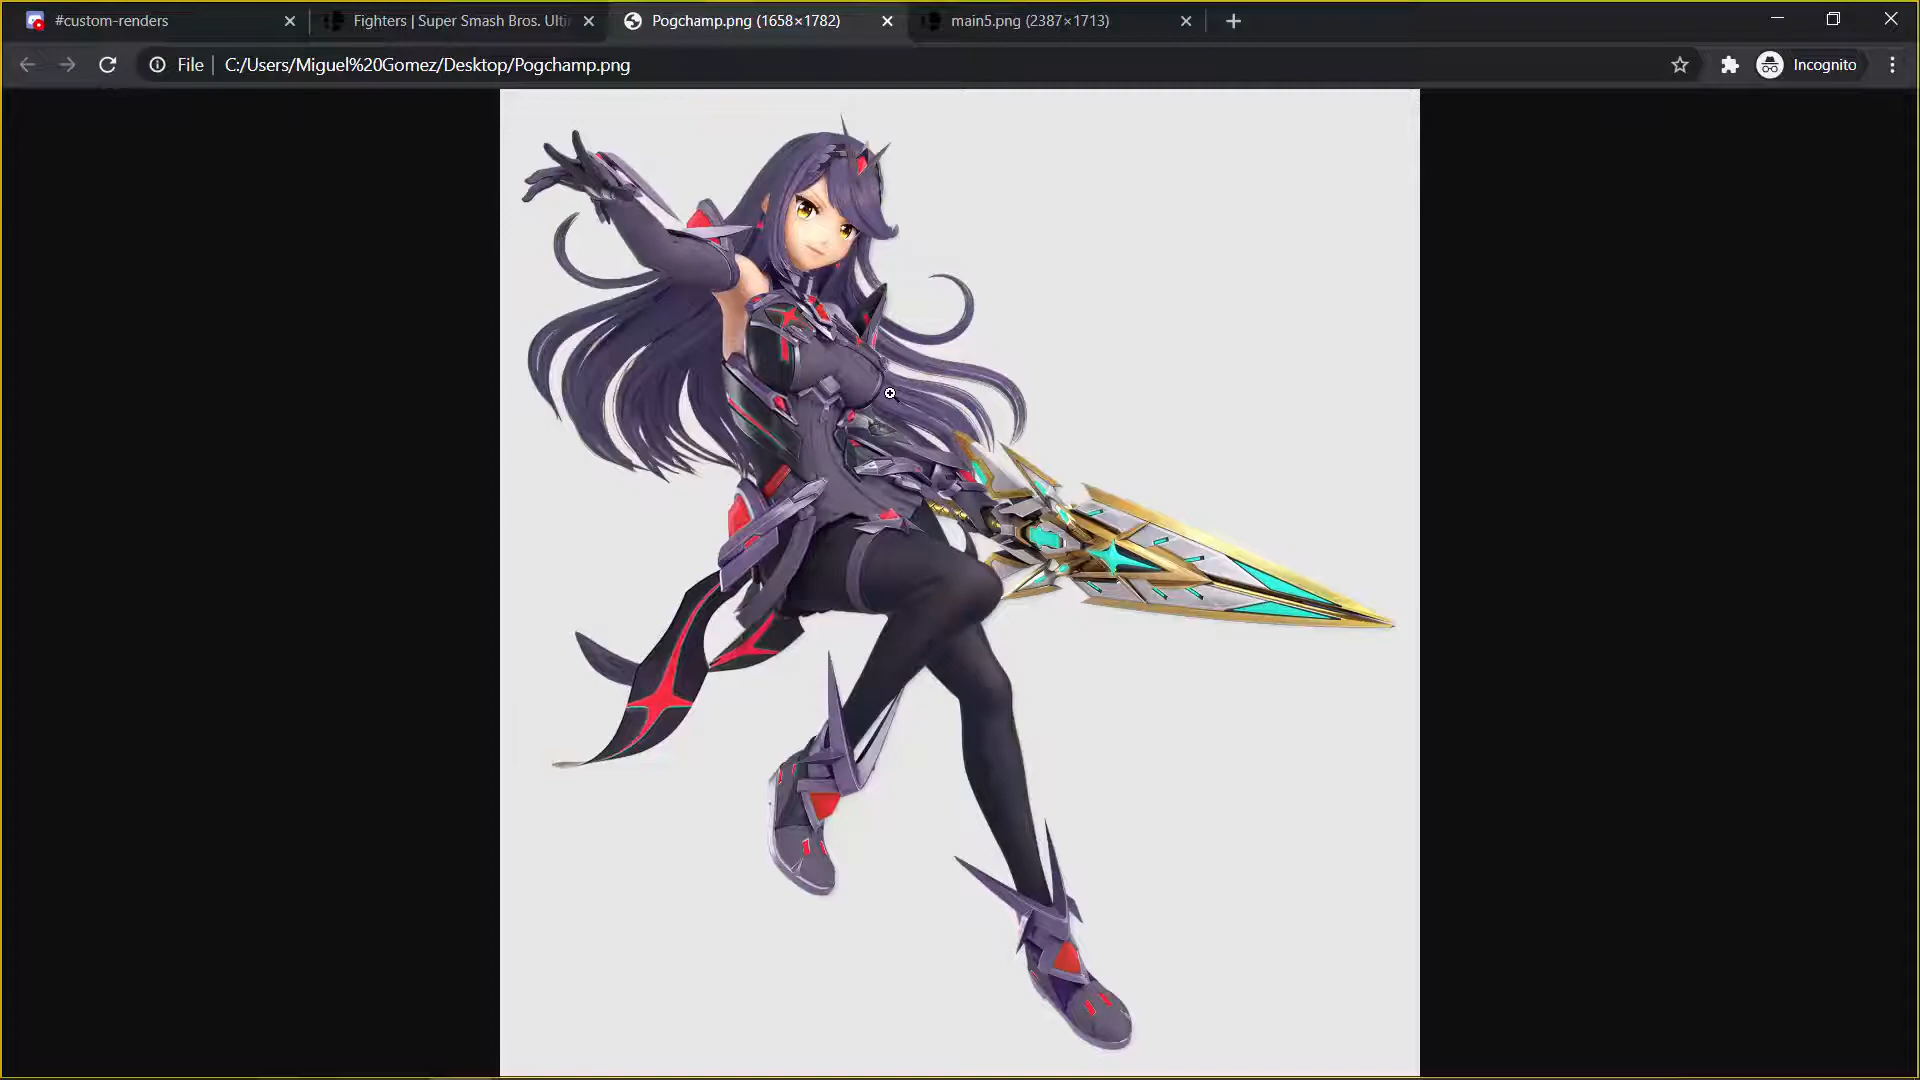 #custom-renders
Fighters | Super Smash Bros. Ulti
Pogchamp.png (1658×1782)
main5.png (2387×1713)
File
C:/Users/Miguel%20Gomez/Desktop/Pogchamp.png
Incognito